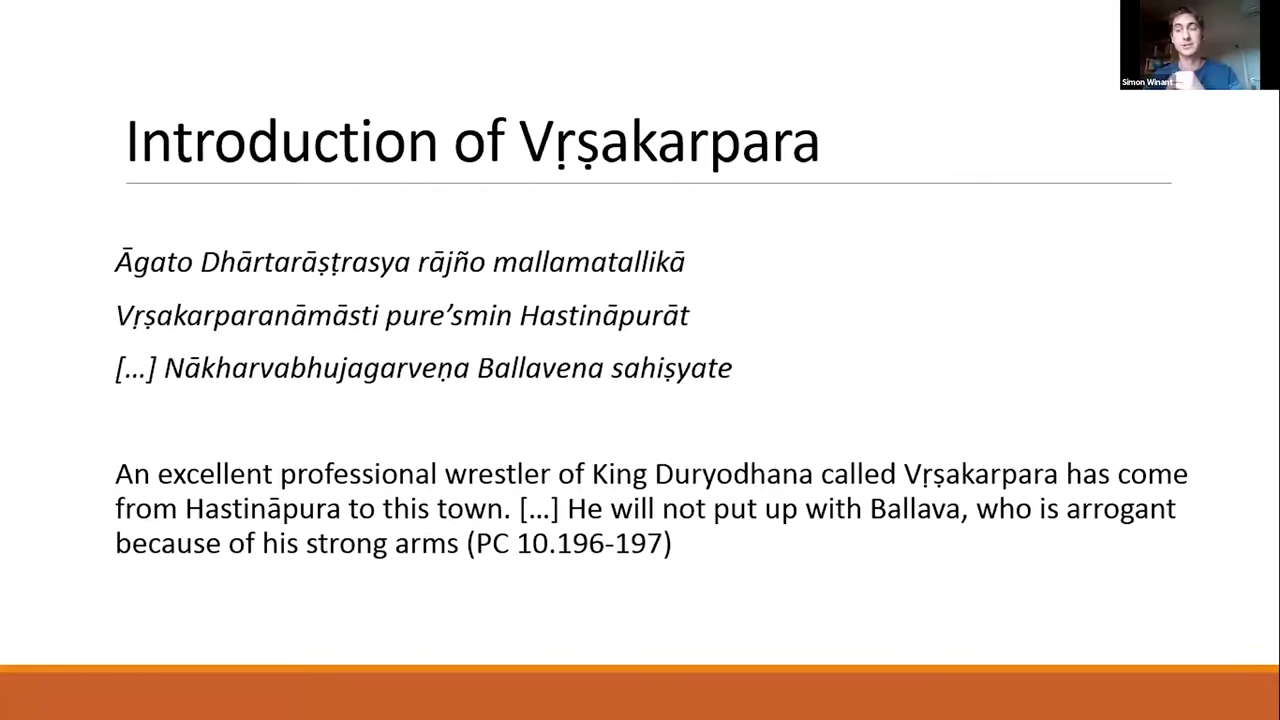 Simon Winant
Introduction of Vṛṣakarpara
Āgato Dhārtarāṣṭrasya rājño mallamatallikā
Vṛṣakarparanāmāsti pure’smin Hastināpurāt
[…] Nākharvabhujagarveṇa Ballavena sahiṣyate
An excellent professional wrestler of King Duryodhana called Vṛṣakarpara has come
from Hastināpura to this town. […] He will not put up with Ballava, who is arrogant
because of his strong arms (PC 10.196-197)